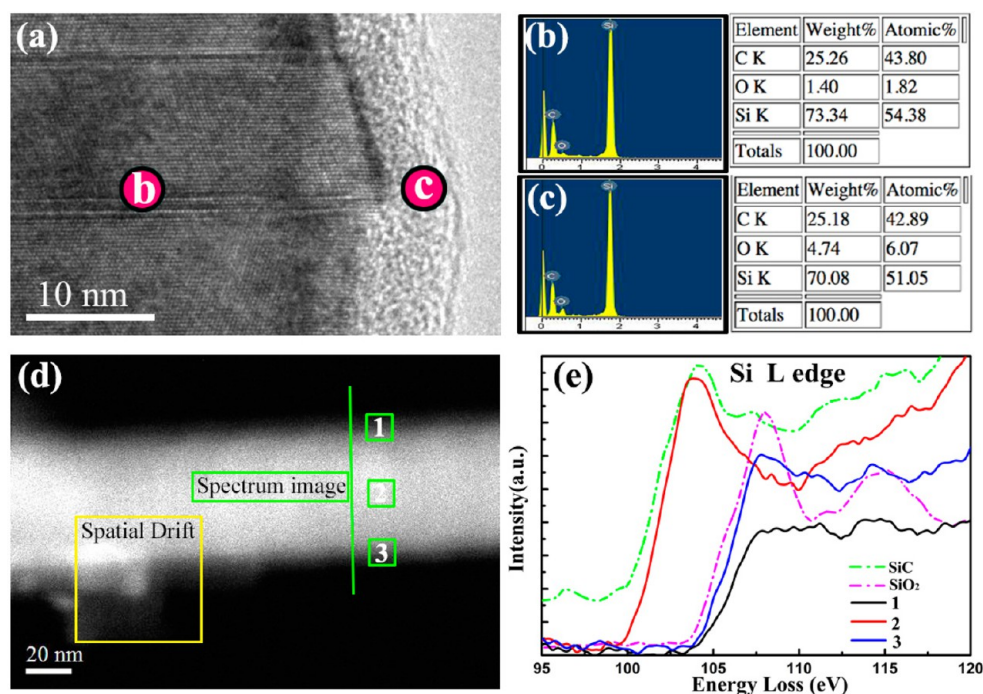 (a)
b
c
10 nm
(b)
Si
C
O
0 1 2 3 4
Element Weight% Atomic%
C K 25.26 43.80
O K 1.40 1.82
Si K 73.34 54.38
Totals 100.00
(c)
Si
C
O
0 1 2 3 4
Element Weight% Atomic%
C K 25.18 42.89
O K 4.74 6.07
Si K 70.08 51.05
Totals 100.00
(d)
1
Spectrum image 2
Spatial Drift
3
20 nm
(e) Si L edge
Intensity(a.u.)
SiC
SiO₂
1
2
3
95 100 105 110 115 120
Energy Loss (eV)